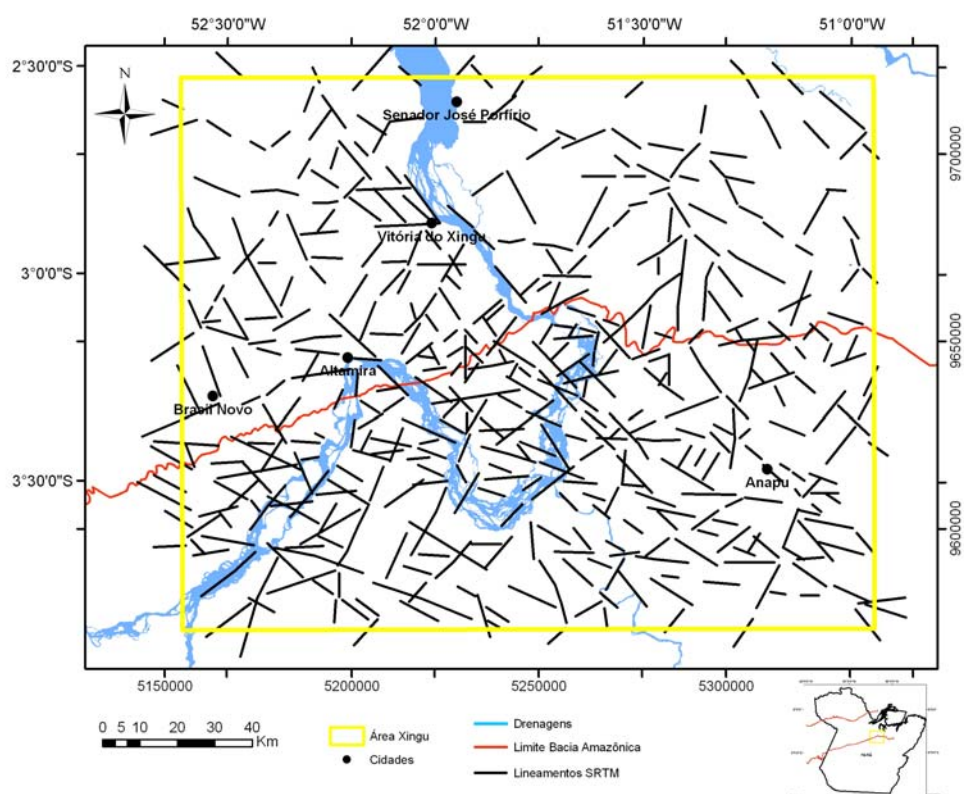 52°30'0"W
52°0'0"W
51°30'0"W
51°0'0"W
2°30'0"S
N
Senador José Porfírio
9700000
Vitória do Xingu
3°0'0"S
9650000
Altamira
Brasil Novo
3°30'0"S
Anapu
9600000
5150000
5200000
5250000
5300000
0 5 10 20 30 40
Km
Área Xingu
Cidades
Drenagens
Limite Bacia Amazônica
Lineamentos SRTM